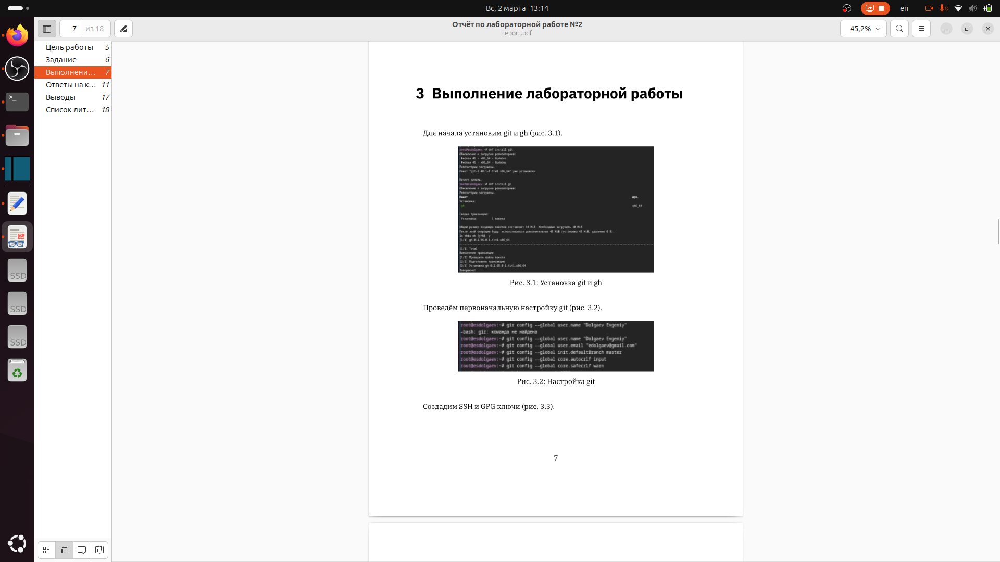 Вс, 2 марта 13:14
en
7 из 18
Отчёт по лабораторной работе №2
report.pdf
45,2%
Цель работы 5
Задание 6
Выполнени… 7
Ответы на к… 11
Выводы 17
Список лит… 18
SSD
SSD
SSD
3 Выполнение лабораторной работы
Для начала установим git и gh (рис. 3.1).
root@esdolgaev:~# dnf install git
Обновление и загрузка репозиториев:
Fedora 41 - x86_64 - Updates
Fedora 41 - x86_64 - Updates
Репозитории загружены.
Пакет "git-2.48.1-1.fc41.x86_64" уже установлен.
Нечего делать.
root@esdolgaev:~# dnf install gh
Обновление и загрузка репозиториев:
Репозитории загружены.
Пакет Арх.
Установка:
gh x86_64
Сводка транзакции:
Установка: 1 пакета
Общий размер входящих пакетов составляет 10 MiB. Необходимо загрузить 10 MiB.
После этой операции будут использоваться дополнительные 43 MiB (установка 43 MiB, удаление 0 B).
Is this ok [y/N]: y
[1/1] gh-0:2.65.0-1.fc41.x86_64
[1/1] Total
Выполнение транзакции
[1/3] Проверить файлы пакета
[2/3] Подготовить транзакцию
[3/3] Установка gh-0:2.65.0-1.fc41.x86_64
Завершено!
Рис. 3.1: Установка git и gh
Проведём первоначальную настройку git (рис. 3.2).
root@esdolgaev:~# gir config --global user.name "Dolgaev Evgeniy"
-bash: gir: команда не найдена
root@esdolgaev:~# git config --global user.name "Dolgaev Evgeniy"
root@esdolgaev:~# git config --global user.email "edolgaev@gmail.com"
root@esdolgaev:~# git config --global init.defaultBranch master
root@esdolgaev:~# git config --global core.autocrlf input
root@esdolgaev:~# git config --global core.safecrlf warn
Рис. 3.2: Настройка git
Создадим SSH и GPG ключи (рис. 3.3).
7